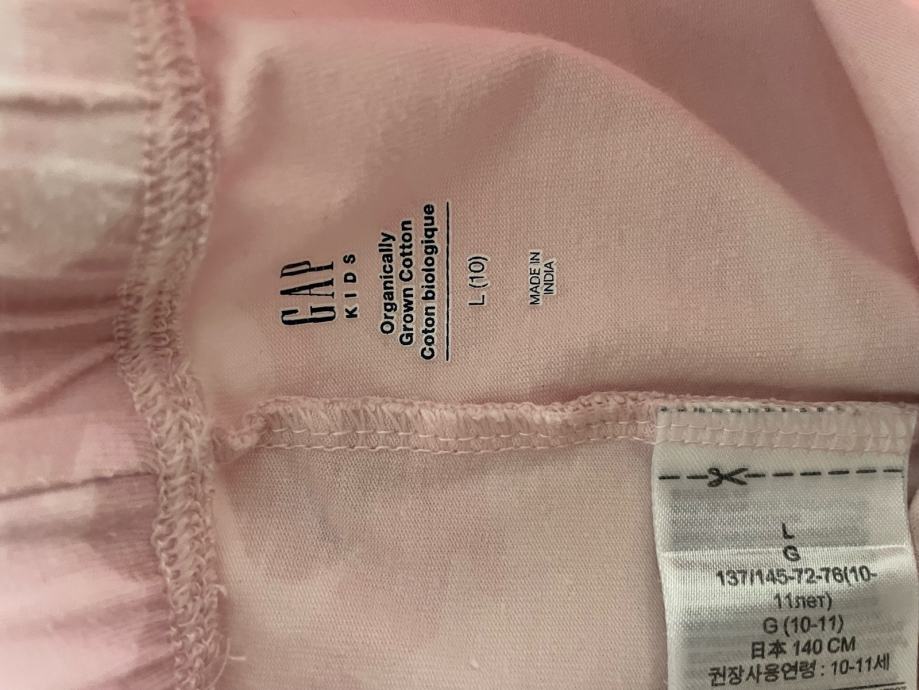 GAP
KIDS
Organically
Grown Cotton
Coton biologique
L (10)
MADE IN
INDIA
L
G
137/145-72-76(10-
11лет)
G (10-11)
日本 140 CM
권장사용연령 : 10-11세